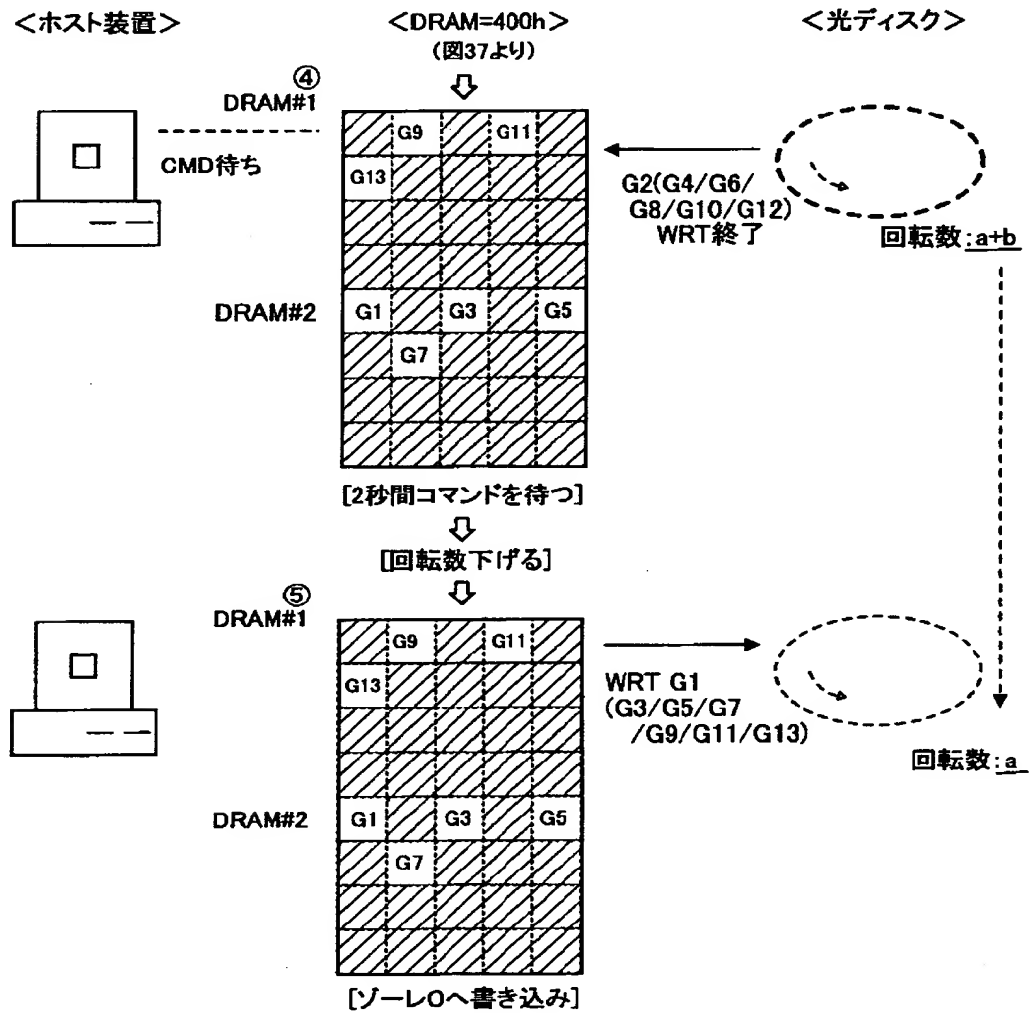 ＜ホスト装置＞
＜DRAM=400h＞
(図37より)
＜光ディスク＞
④
DRAM#1
CMD待ち
G9
G11
G13
G2(G4/G6/
G8/G10/G12)
WRT終了
回転数:a+b
DRAM#2
G1
G3
G5
G7
[2秒間コマンドを待つ]
[回転数下げる]
⑤
DRAM#1
G9
G11
G13
WRT G1
(G3/G5/G7
/G9/G11/G13)
回転数:a
DRAM#2
G1
G3
G5
G7
[ゾーレ0へ書き込み]